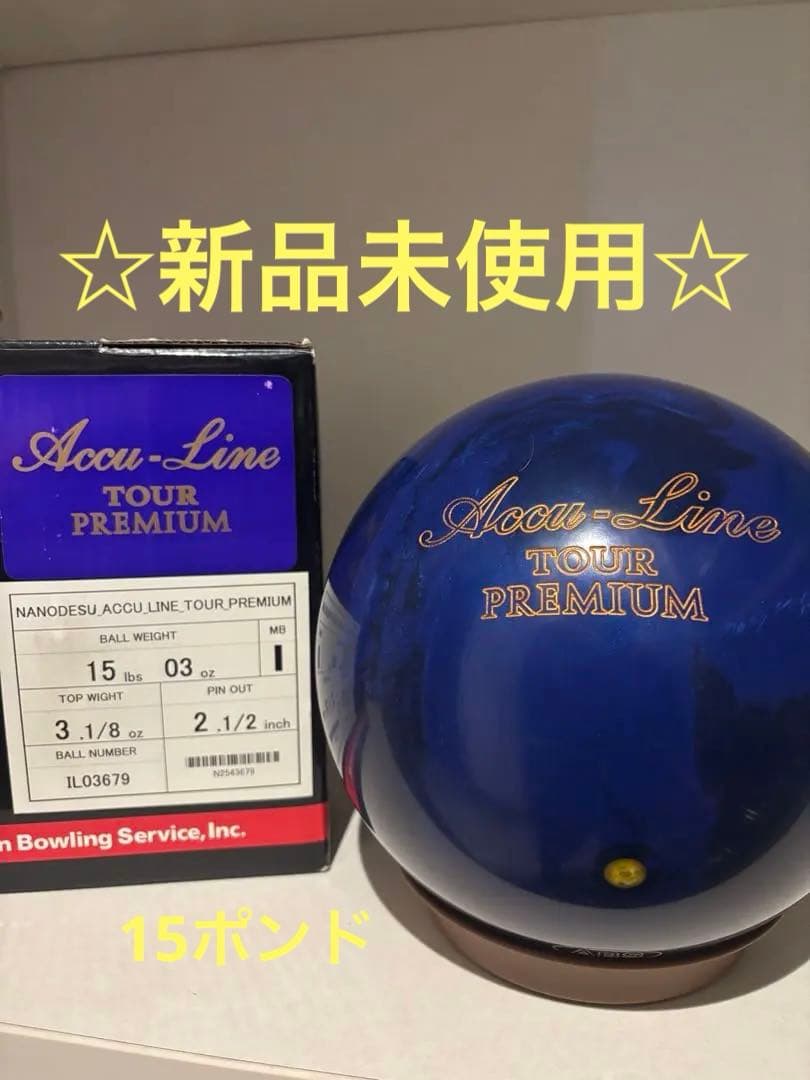 ☆新品未使用☆
Accu-Line
TOUR
PREMIUM
NANODESU_ACCU_LINE_TOUR_PREMIUM
BALL WEIGHT
MB
15 lbs 03 oz
I
TOP WIGHT
PIN OUT
3 .1/8 oz
2 .1/2 inch
BALL NUMBER
IL03679
N2543679
n Bowling Service, Inc.
Accu-Line
TOUR
PREMIUM
15ポンド